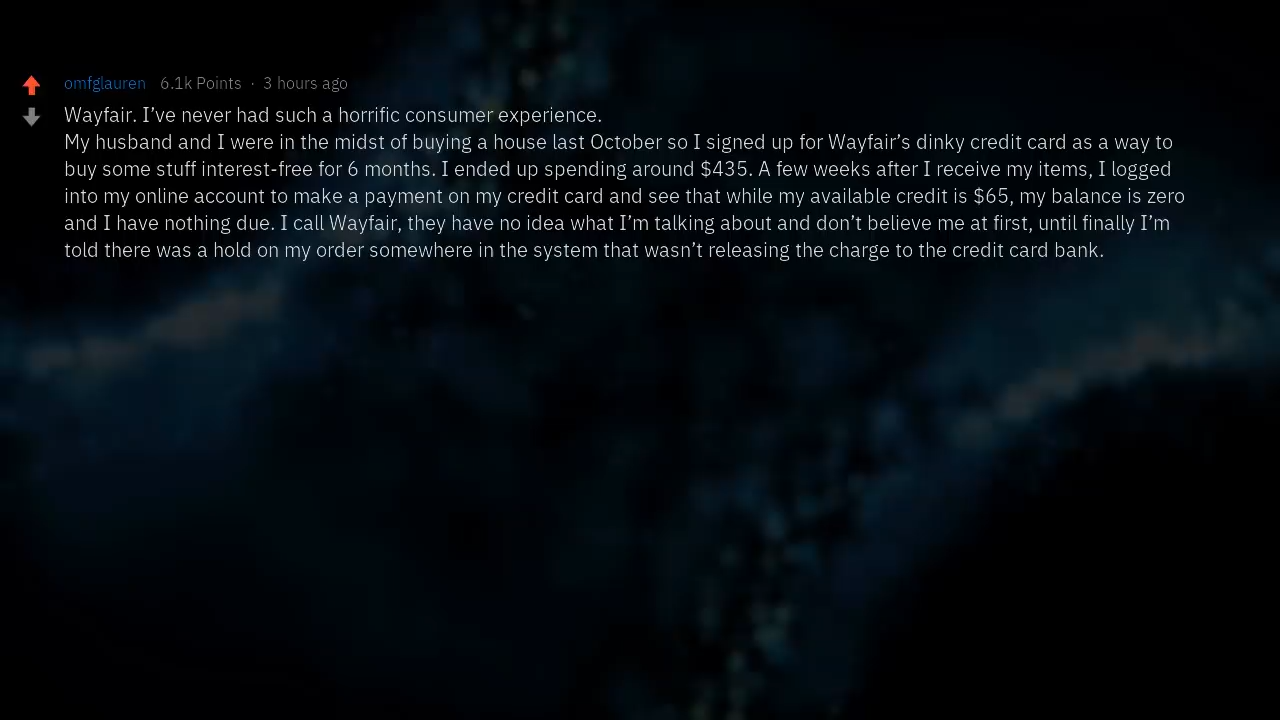 omfglauren 6.1k Points · 3 hours ago
Wayfair. I’ve never had such a horrific consumer experience.
My husband and I were in the midst of buying a house last October so I signed up for Wayfair’s dinky credit card as a way to
buy some stuff interest-free for 6 months. I ended up spending around $435. A few weeks after I receive my items, I logged
into my online account to make a payment on my credit card and see that while my available credit is $65, my balance is zero
and I have nothing due. I call Wayfair, they have no idea what I’m talking about and don’t believe me at first, until finally I’m
told there was a hold on my order somewhere in the system that wasn’t releasing the charge to the credit card bank.